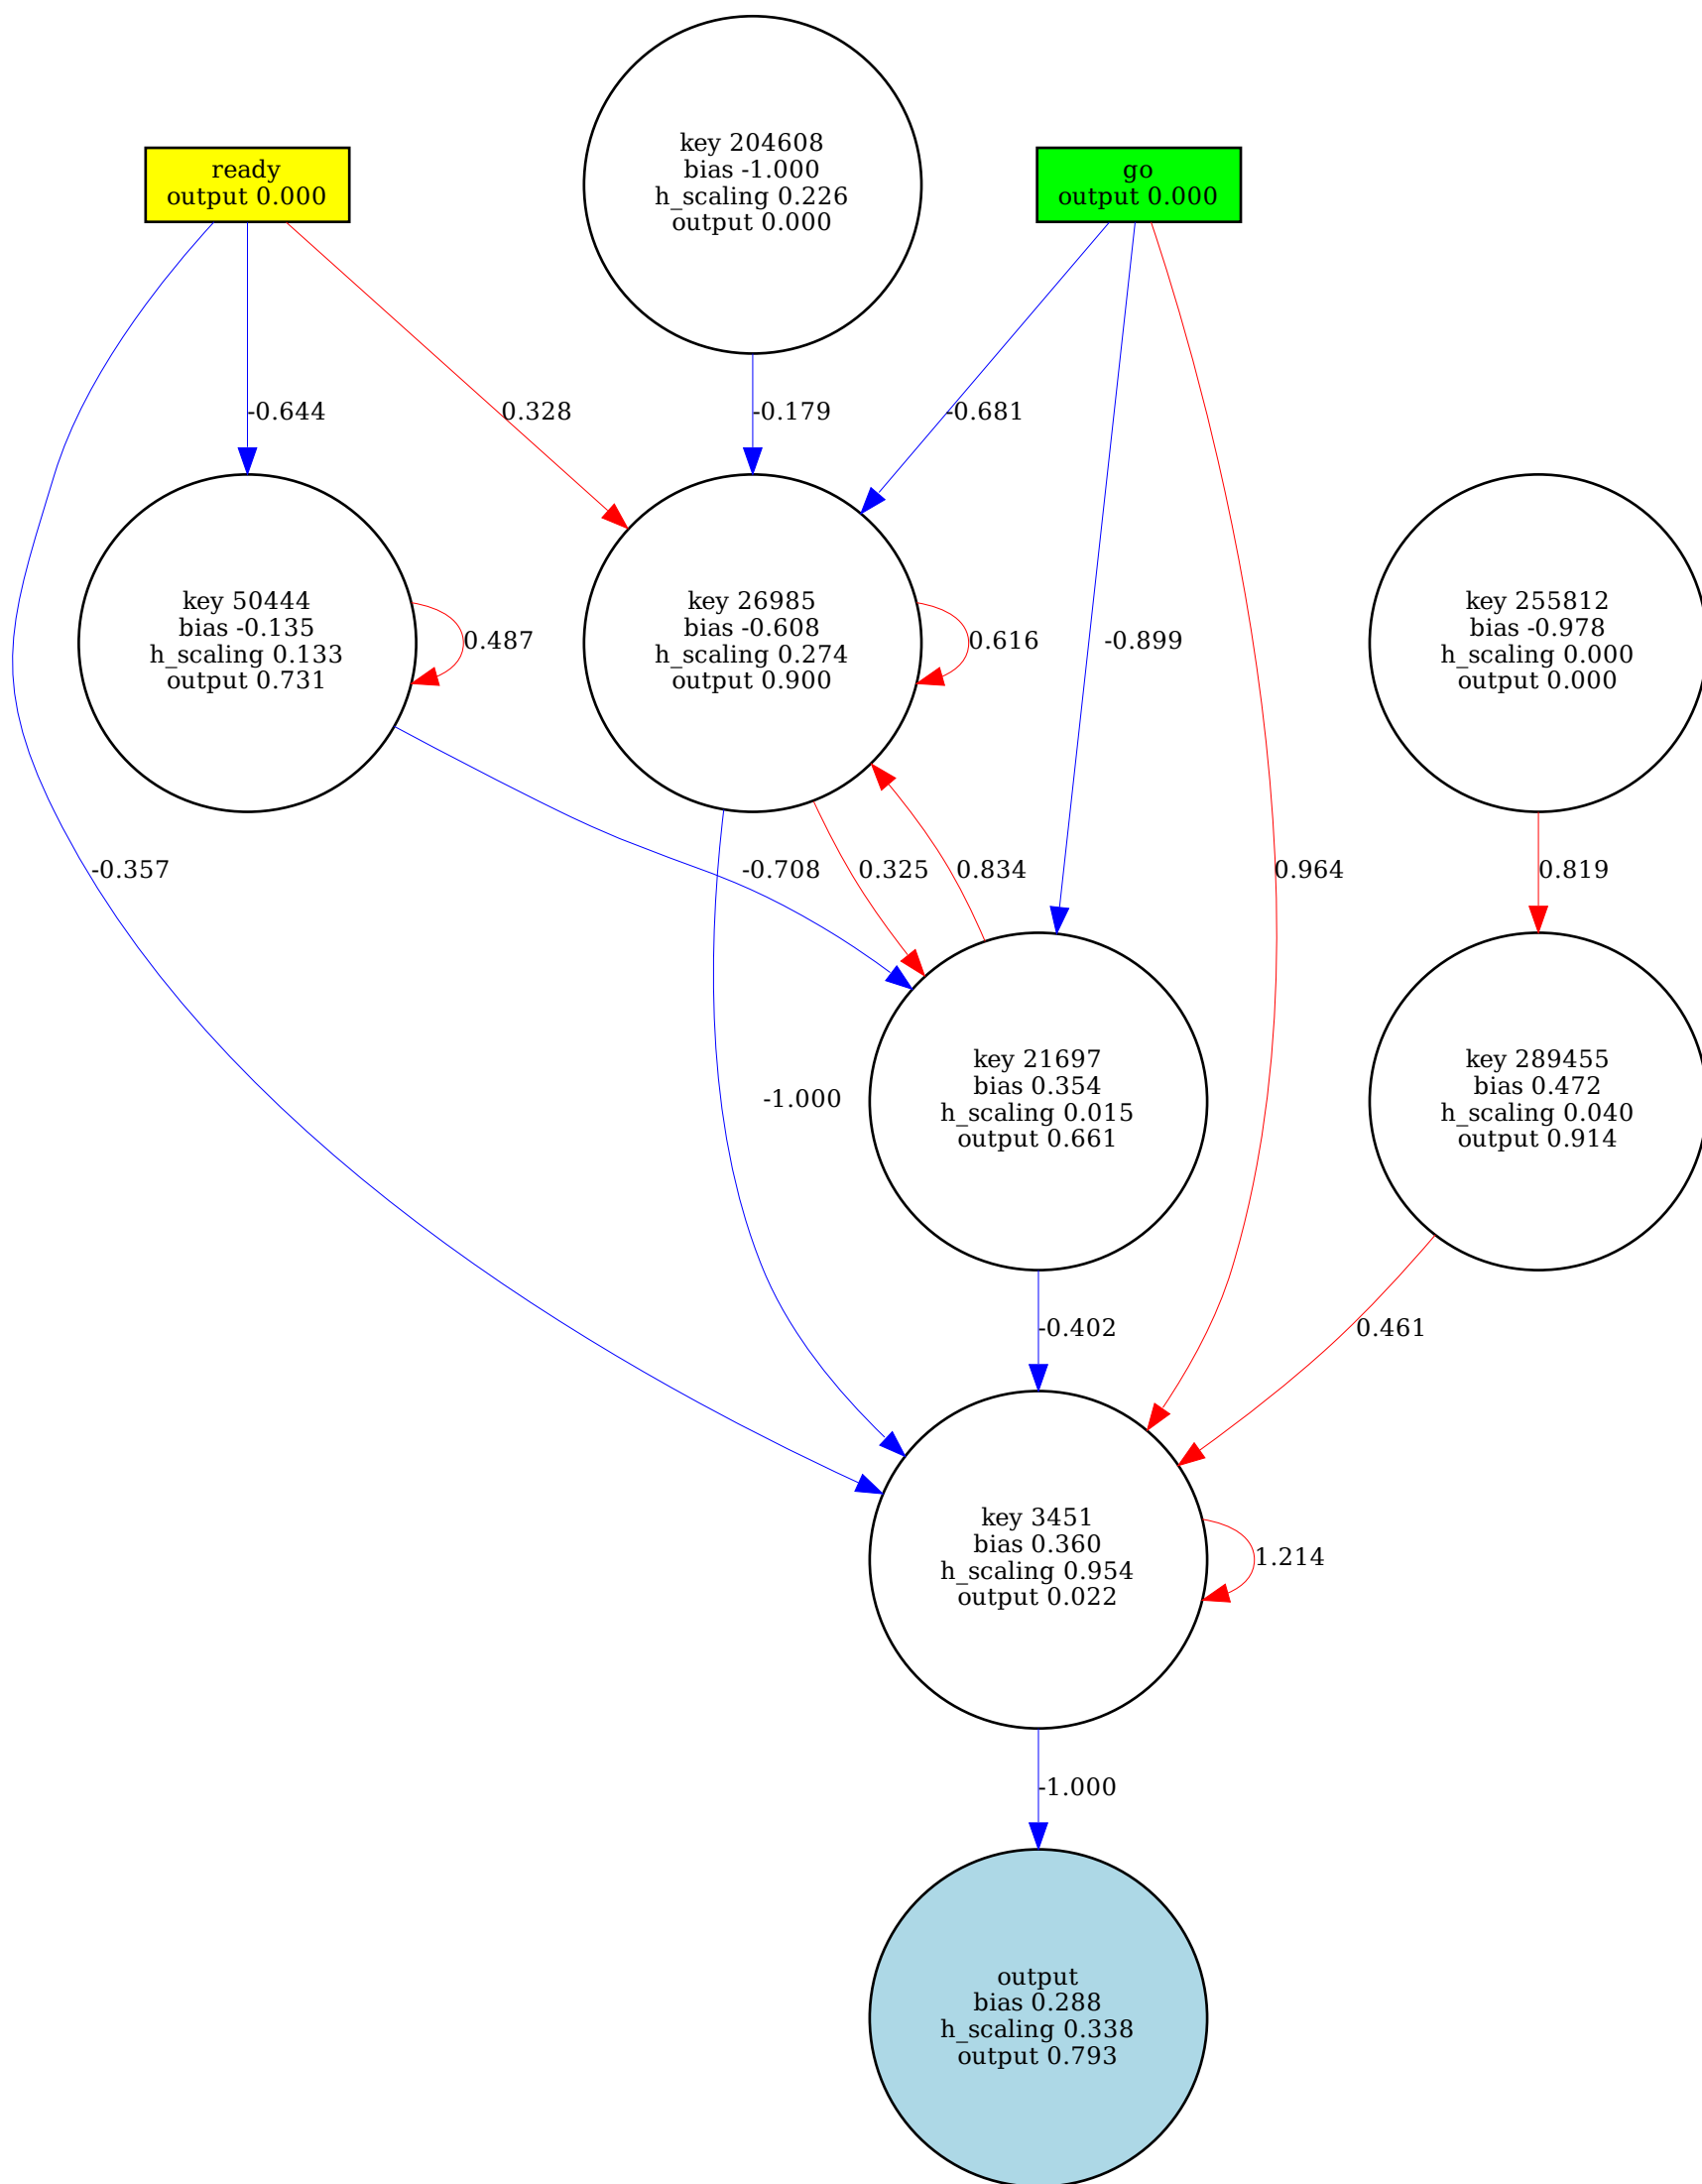 key 204608
bias -1.000
h_scaling 0.226
output 0.000
ready
output 0.000
go
output 0.000
-0.644
0.328
-0.179
-0.681
key 50444
bias -0.135
h_scaling 0.133
output 0.731
0.487
key 26985
bias -0.608
h_scaling 0.274
output 0.900
0.616
-0.899
key 255812
bias -0.978
h_scaling 0.000
output 0.000
-0.357
-0.708
0.325
0.834
0.964
0.819
-1.000
key 21697
bias 0.354
h_scaling 0.015
output 0.661
key 289455
bias 0.472
h_scaling 0.040
output 0.914
-0.402
0.461
key 3451
bias 0.360
h_scaling 0.954
output 0.022
1.214
-1.000
output
bias 0.288
h_scaling 0.338
output 0.793